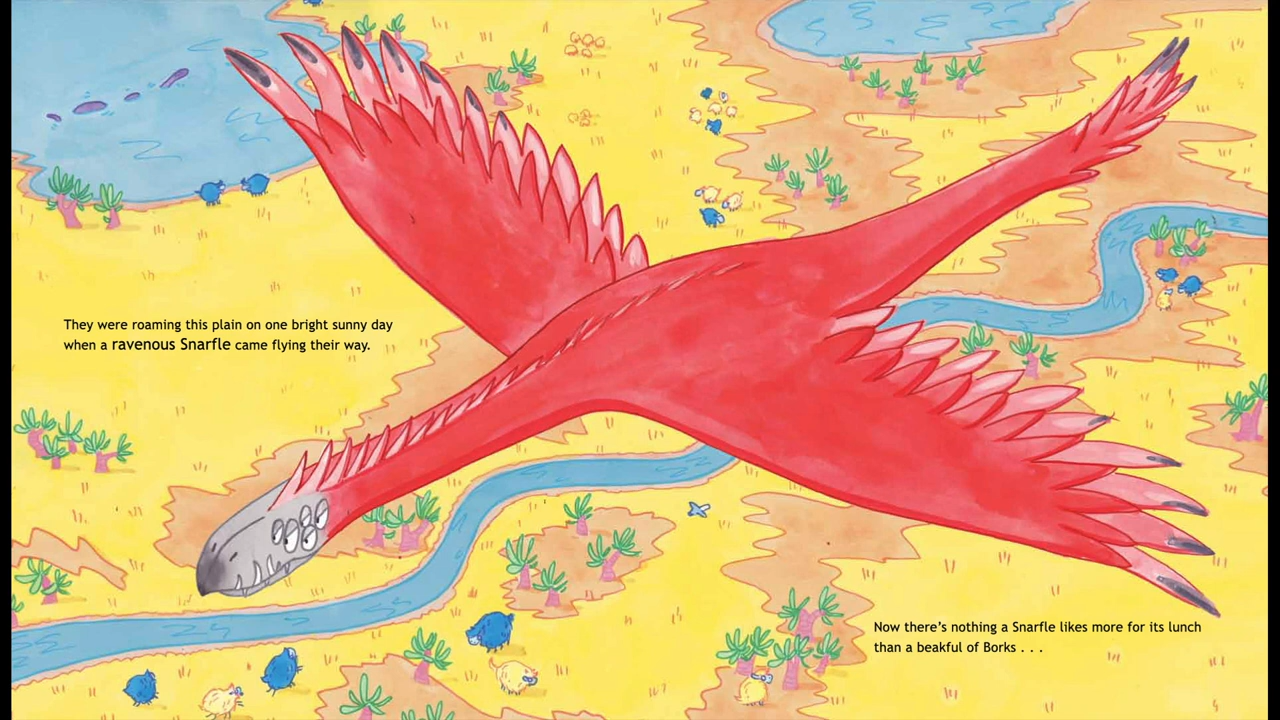 They were roaming this plain on one bright sunny day
when a ravenous Snarfle came flying their way.
Now there’s nothing a Snarfle likes more for its lunch
than a beakful of Borks . . .